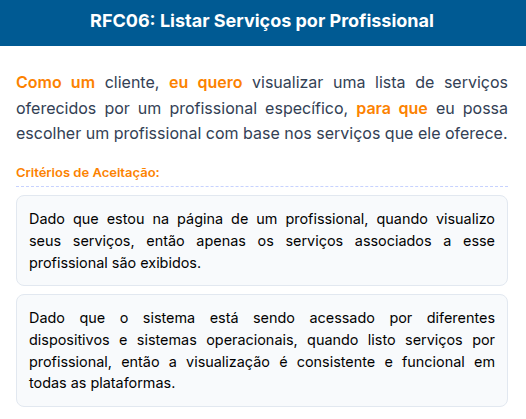 RFC06: Listar Serviços por Profissional
Como um cliente, eu quero visualizar uma lista de serviços
oferecidos por um profissional específico, para que eu possa
escolher um profissional com base nos serviços que ele oferece.
Critérios de Aceitação:
Dado que estou na página de um profissional, quando visualizo
seus serviços, então apenas os serviços associados a esse
profissional são exibidos.
Dado que o sistema está sendo acessado por diferentes
dispositivos e sistemas operacionais, quando listo serviços por
profissional, então a visualização é consistente e funcional em
todas as plataformas.